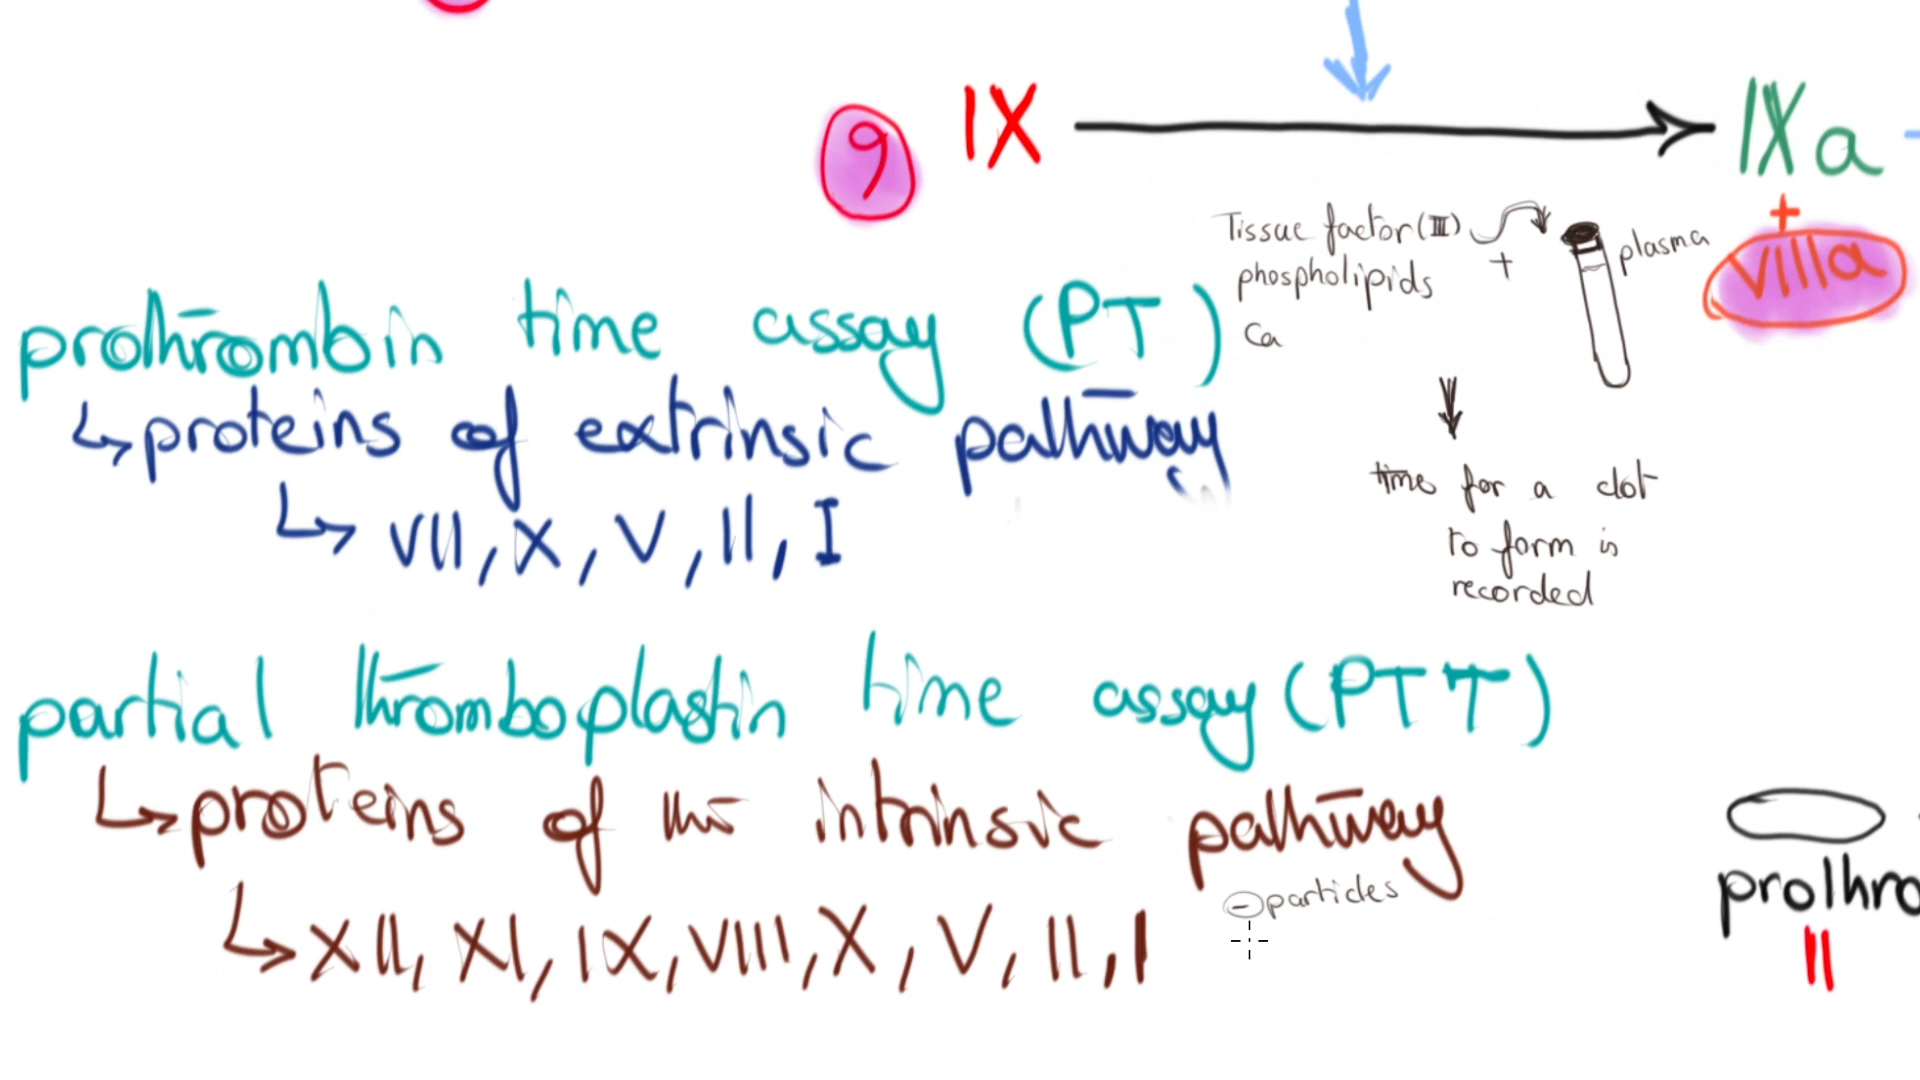 9 IX IXa
+
VIIIa
Tissue factor (III) + plasma
phospholipids
Ca
prothrombin time assay (PT)
↳ proteins of extrinsic pathway
↳ VII, X, V, II, I
time for a clot
to form is
recorded
partial thromboplastin time assay (PTT)
↳ proteins of the intrinsic pathway
↳ XII, XI, IX, VIII, X, V, II, I
⊖ particles
prothro
II